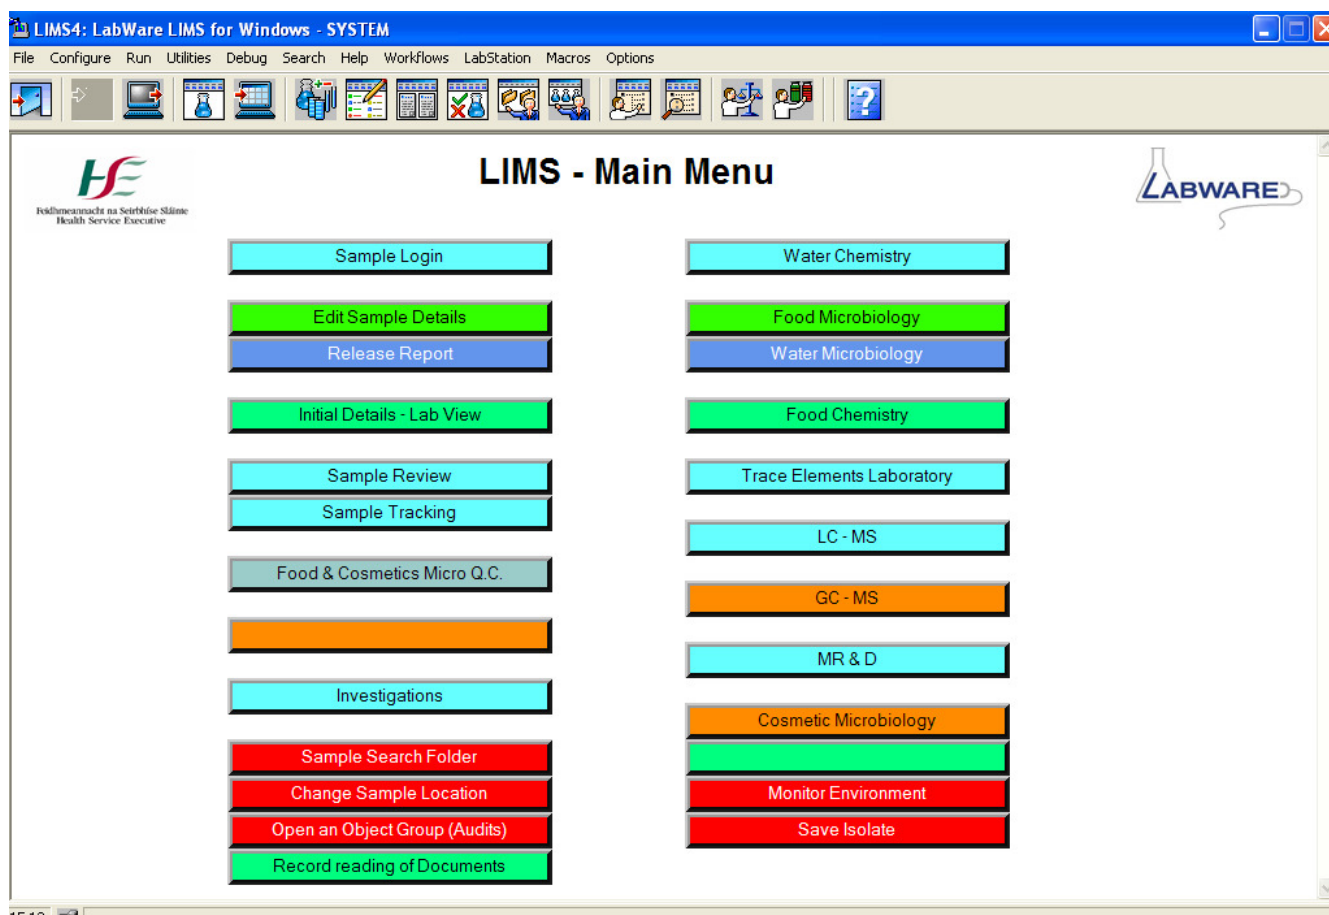 LIMS4: LabWare LIMS for Windows - SYSTEM
File Configure Run Utilities Debug Search Help Workflows LabStation Macros Options
LIMS - Main Menu
HE
Feidhmeannacht na Seirbhíse Sláinte
Health Service Executive
LABWARE
Sample Login
Edit Sample Details
Release Report
Initial Details - Lab View
Sample Review
Sample Tracking
Food & Cosmetics Micro Q.C.
Investigations
Sample Search Folder
Change Sample Location
Open an Object Group (Audits)
Record reading of Documents
Water Chemistry
Food Microbiology
Water Microbiology
Food Chemistry
Trace Elements Laboratory
LC - MS
GC - MS
MR & D
Cosmetic Microbiology
Monitor Environment
Save Isolate